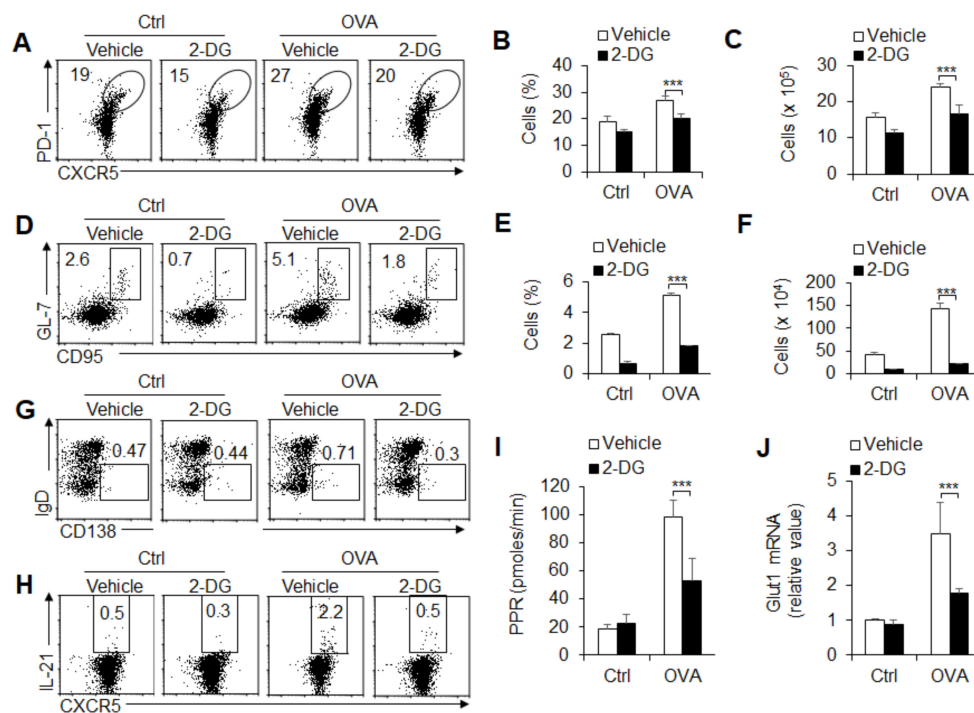 Ctrl OVA
A Vehicle 2-DG Vehicle 2-DG
19 15 27 20
PD-1
CXCR5
B Vehicle
2-DG
Cells (%)
40
30
20
10
0
***
Ctrl OVA
C Vehicle
2-DG
Cells (x 10⁵)
30
20
10
0
***
Ctrl OVA
Ctrl OVA
D Vehicle 2-DG Vehicle 2-DG
2.6 0.7 5.1 1.8
GL-7
CD95
E Vehicle
2-DG
Cells (%)
6
4
2
0
***
Ctrl OVA
F Vehicle
2-DG
Cells (x 10⁴)
200
150
100
50
0
***
Ctrl OVA
Ctrl OVA
G Vehicle 2-DG Vehicle 2-DG
0.47 0.44 0.71 0.3
IgD
CD138
Ctrl OVA
H Vehicle 2-DG Vehicle 2-DG
0.5 0.3 2.2 0.5
IL-21
CXCR5
I Vehicle
2-DG
PPR (pmoles/min)
120
100
80
60
40
20
0
***
Ctrl OVA
J Vehicle
2-DG
Glut1 mRNA
(relative value)
5
4
3
2
1
0
***
Ctrl OVA